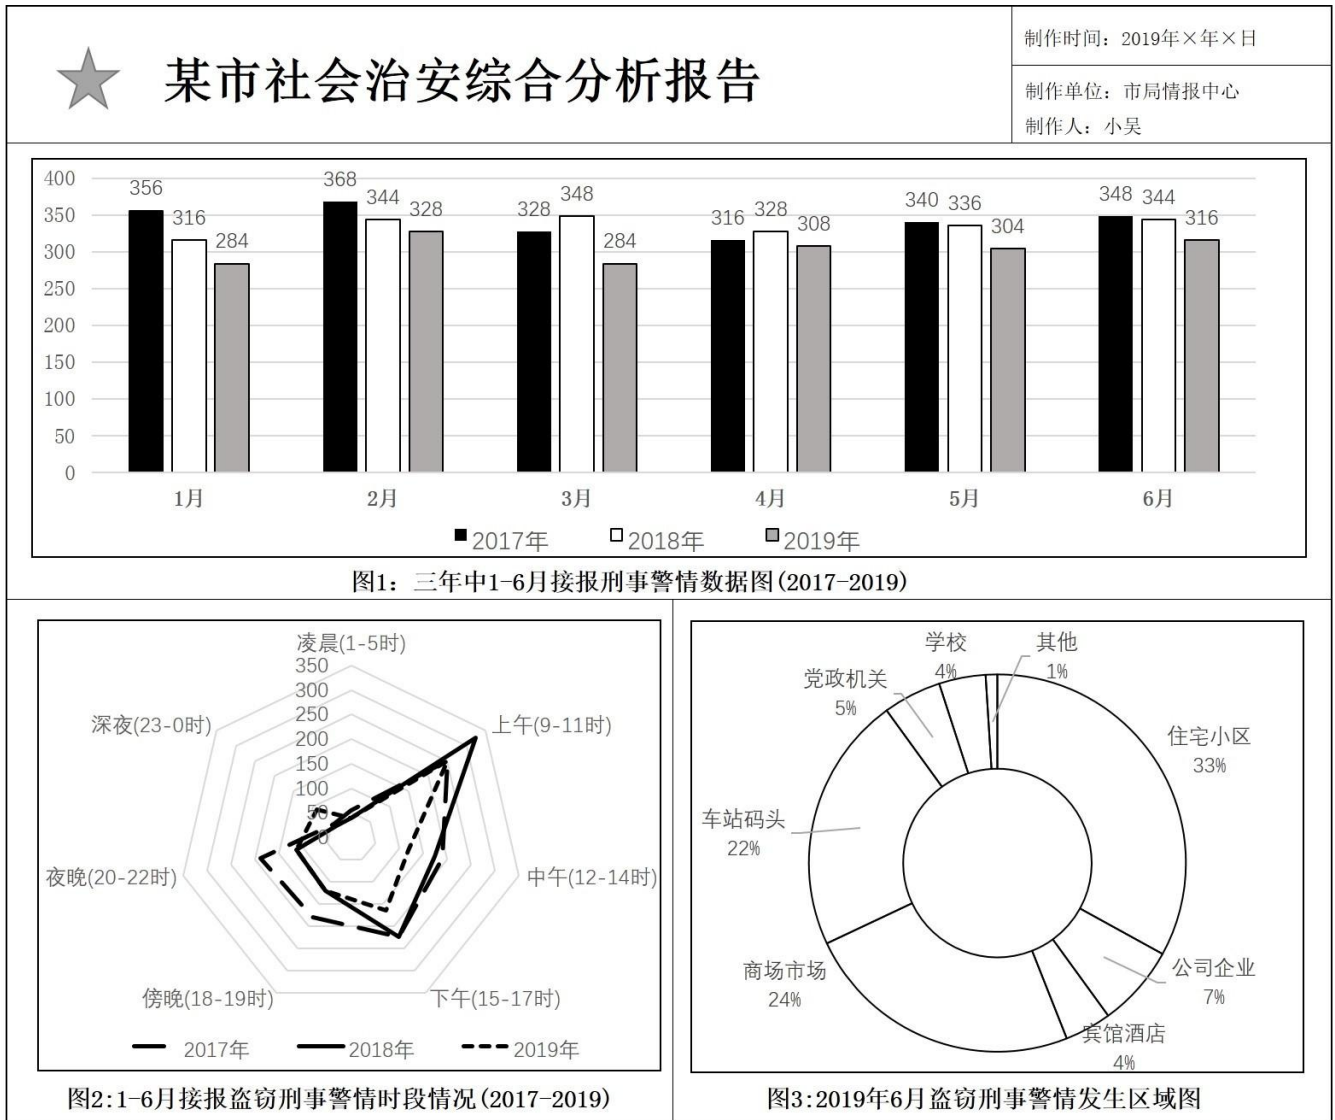 某市社会治安综合分析报告
制作时间：2019年×年×日
制作单位：市局情报中心
制作人：小吴
400
350
300
250
200
150
100
50
0
356 316 284
368 344 328
328 348 284
316 328 308
340 336 304
348 344 316
1月 2月 3月 4月 5月 6月
2017年 2018年 2019年
图1：三年中1-6月接报刑事警情数据图(2017-2019)
凌晨(1-5时)
上午(9-11时)
中午(12-14时)
下午(15-17时)
傍晚(18-19时)
夜晚(20-22时)
深夜(23-0时)
350
300
250
200
150
100
50
0
2017年 2018年 2019年
图2:1-6月接报盗窃刑事警情时段情况(2017-2019)
住宅小区
33%
公司企业
7%
宾馆酒店
4%
商场市场
24%
车站码头
22%
党政机关
5%
学校
4%
其他
1%
图3:2019年6月盗窃刑事警情发生区域图